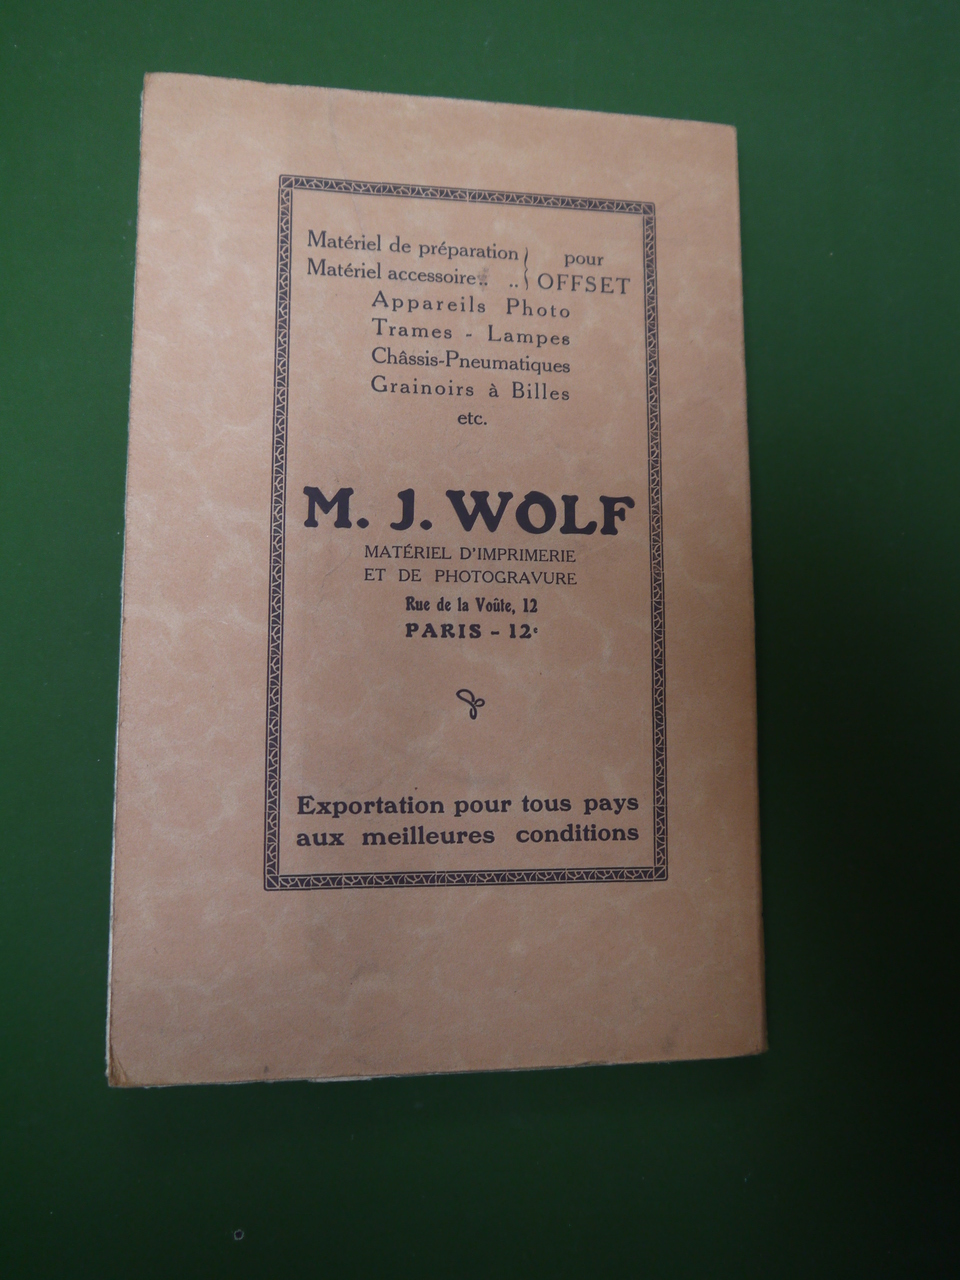 Matériel de préparation } pour
Matériel accessoire.. .. } OFFSET
Appareils Photo
Trames - Lampes
Châssis-Pneumatiques
Grainoirs à Billes
etc.
M. J. WOLF
MATÉRIEL D'IMPRIMERIE
ET DE PHOTOGRAVURE
Rue de la Voûte, 12
PARIS - 12e
Exportation pour tous pays
aux meilleures conditions